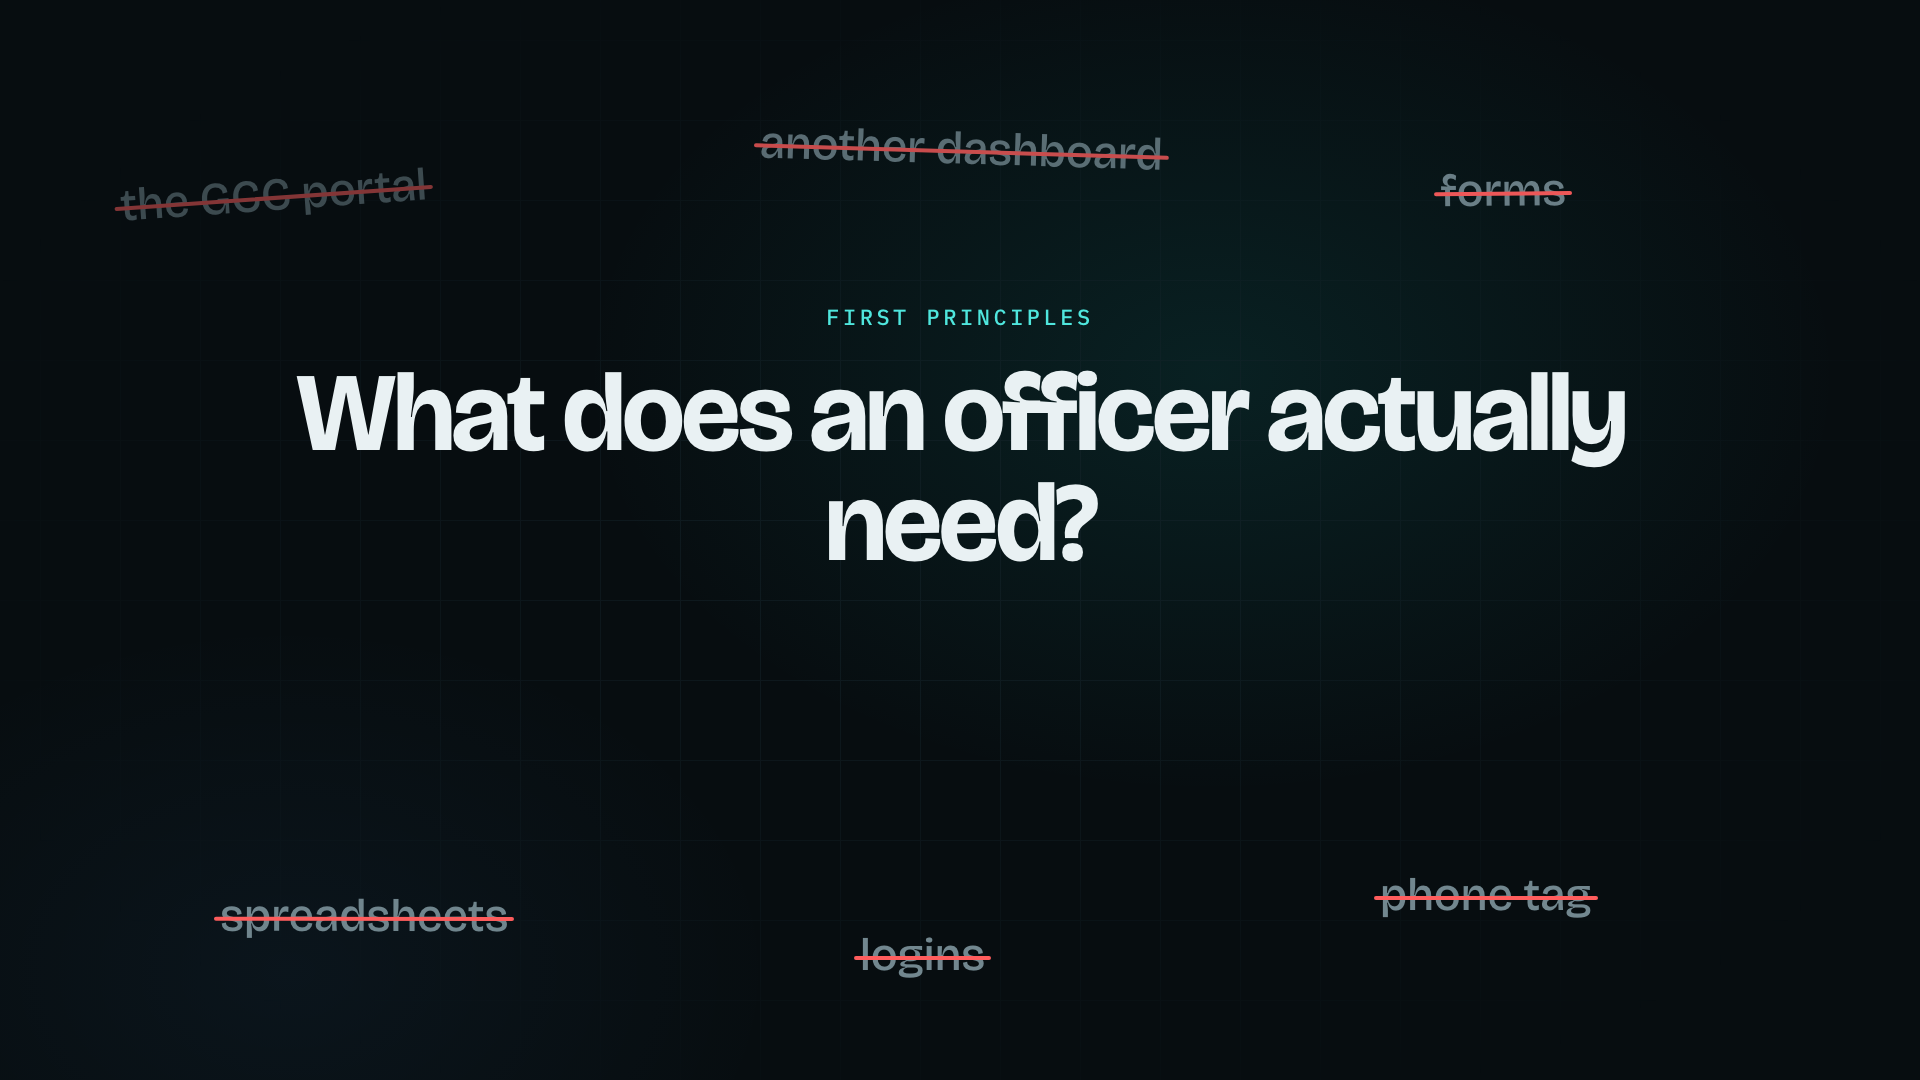 another dashboard
the GCC portal
forms
FIRST PRINCIPLES
What does an officer actually
need?
phone tag
spreadsheets
logins